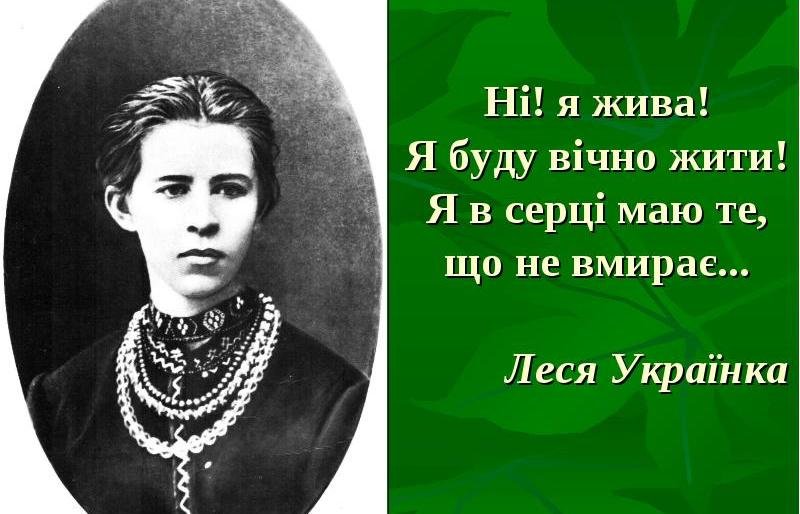 Ні! я жива!
Я буду вічно жити!
Я в серці маю те,
що не вмирає...
Леся Українка